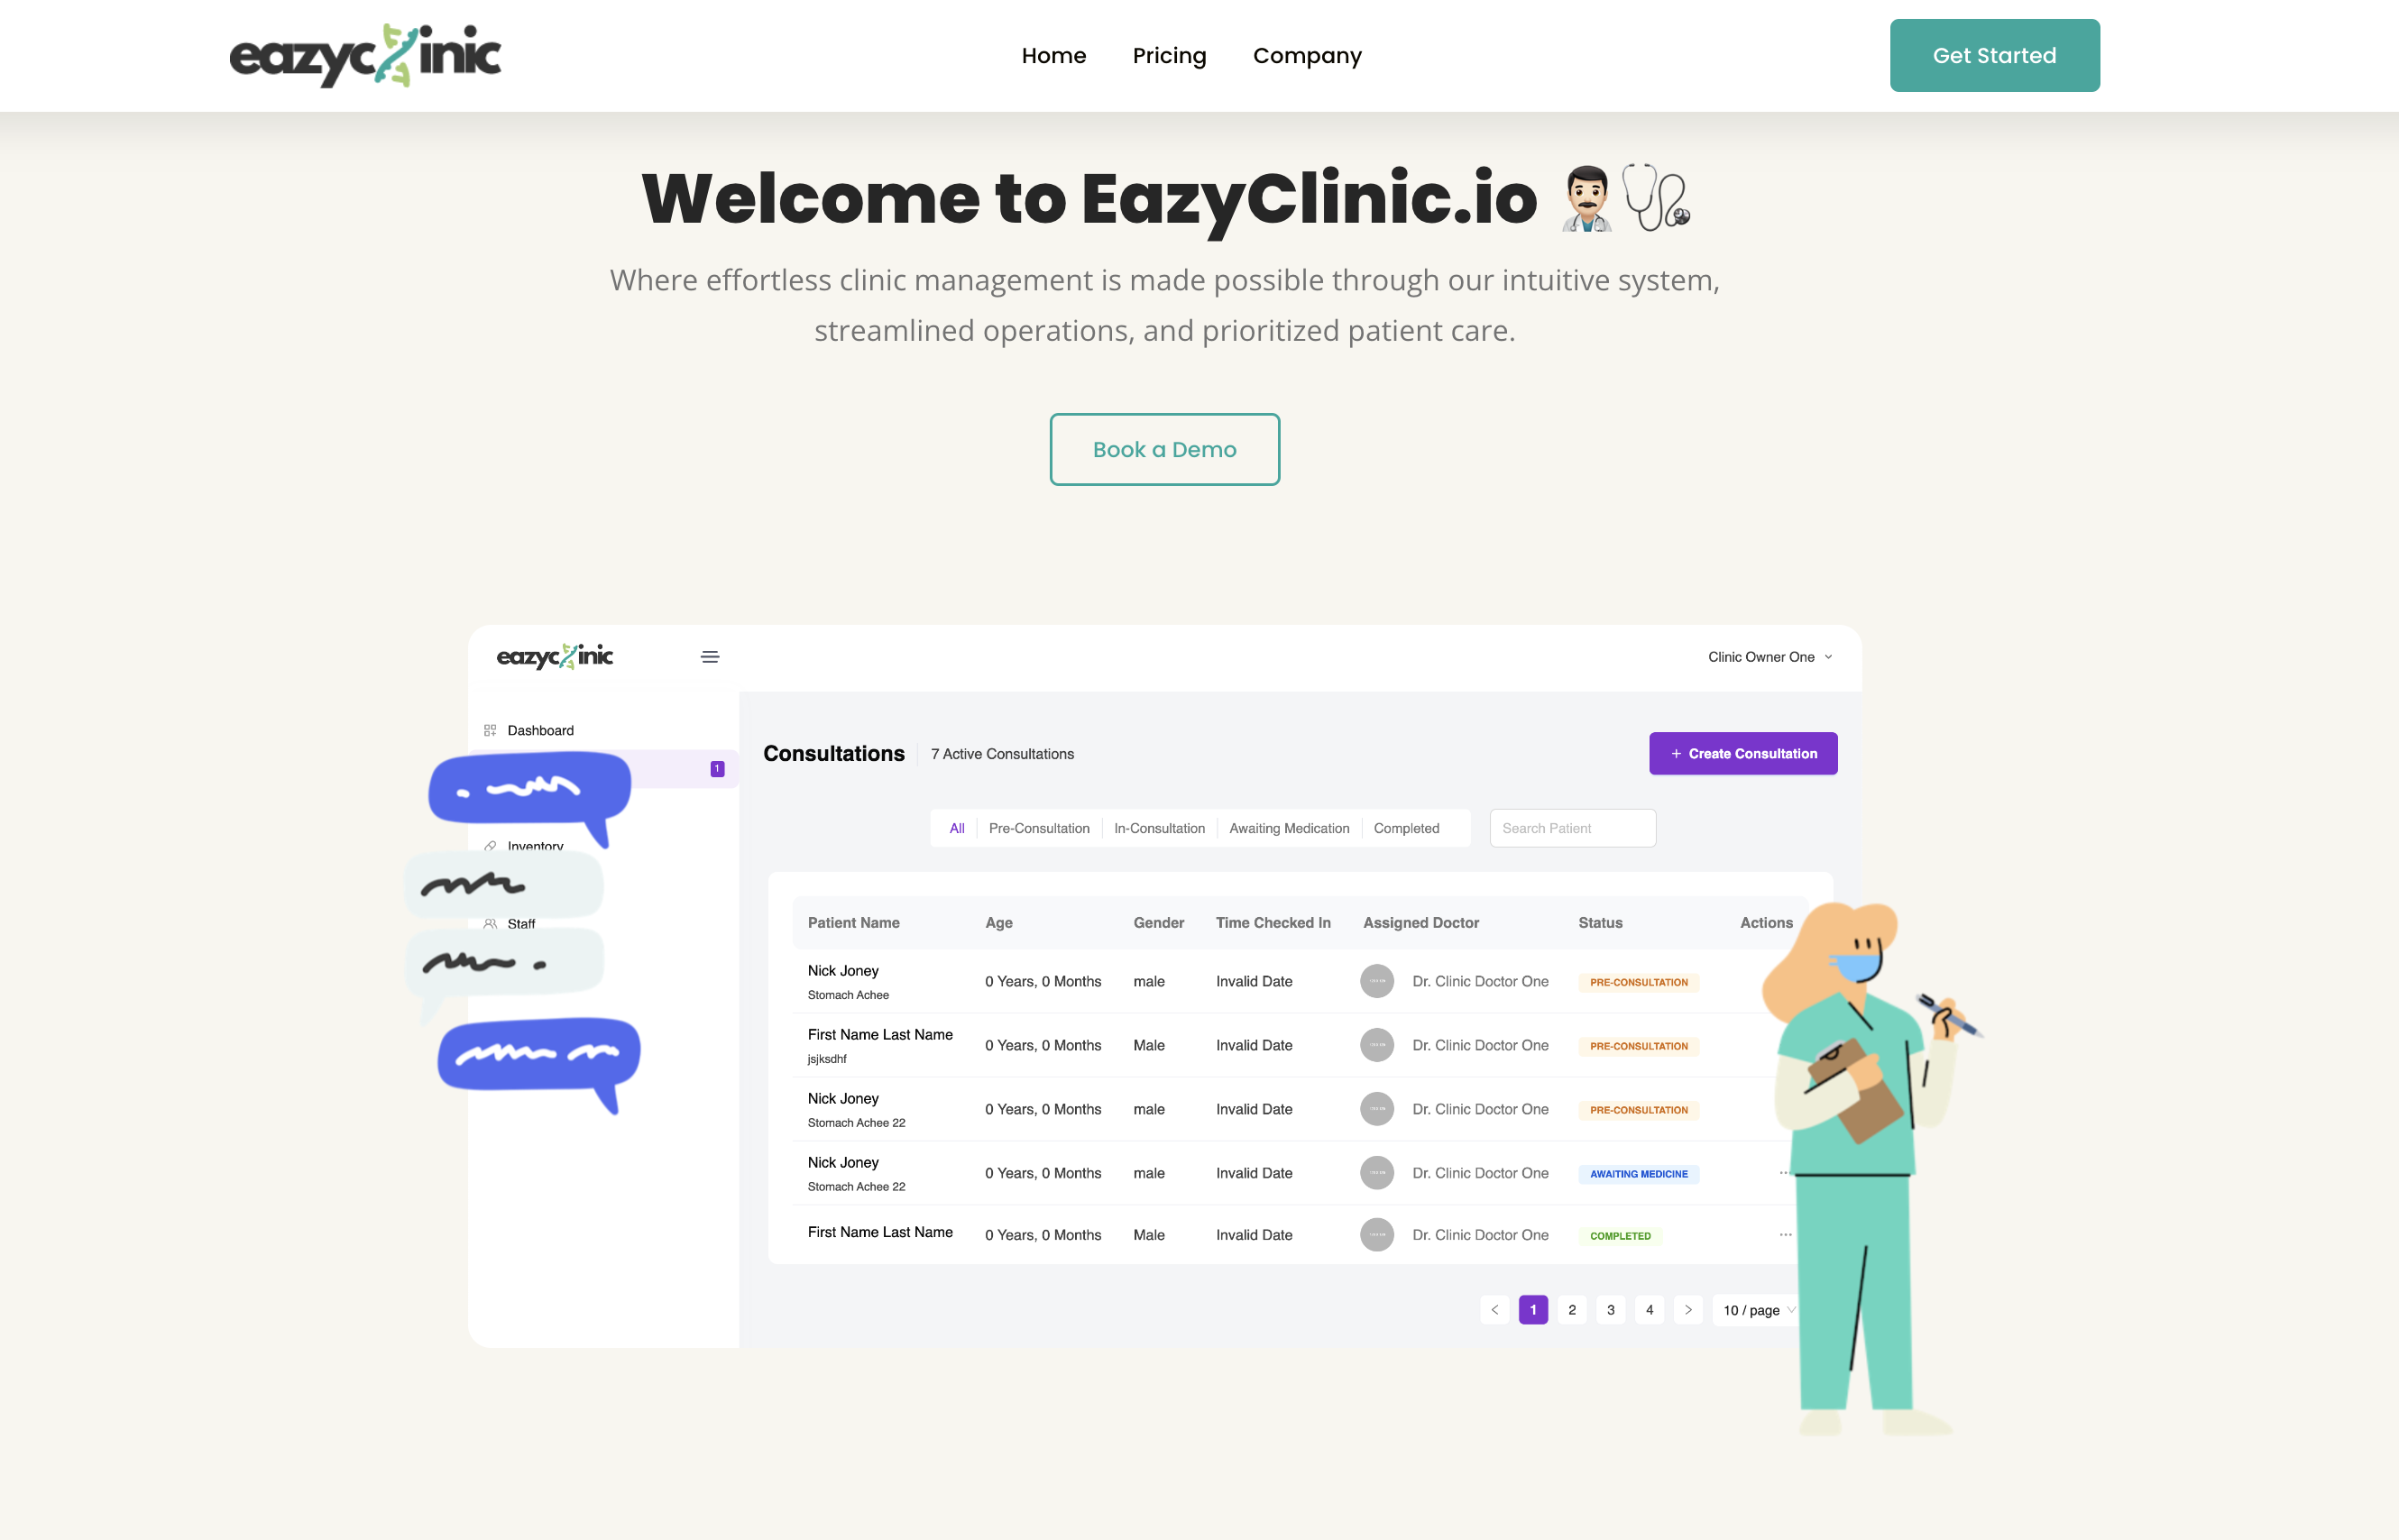 eazyclinic
Home Pricing Company
Get Started
Welcome to EazyClinic.io
Where effortless clinic management is made possible through our intuitive system,
streamlined operations, and prioritized patient care.
Book a Demo
eazyclinic
Clinic Owner One
Dashboard
1
Inventory
Staff
Consultations 7 Active Consultations
+ Create Consultation
All Pre-Consultation In-Consultation Awaiting Medication Completed
Search Patient
Patient Name Age Gender Time Checked In Assigned Doctor Status Actions
Nick Joney 0 Years, 0 Months male Invalid Date Dr. Clinic Doctor One PRE-CONSULTATION
Stomach Achee
First Name Last Name 0 Years, 0 Months Male Invalid Date Dr. Clinic Doctor One PRE-CONSULTATION
jsjksdhf
Nick Joney 0 Years, 0 Months male Invalid Date Dr. Clinic Doctor One PRE-CONSULTATION
Stomach Achee 22
Nick Joney 0 Years, 0 Months male Invalid Date Dr. Clinic Doctor One AWAITING MEDICINE ...
Stomach Achee 22
First Name Last Name 0 Years, 0 Months Male Invalid Date Dr. Clinic Doctor One COMPLETED ...
< 1 2 3 4 > 10 / page